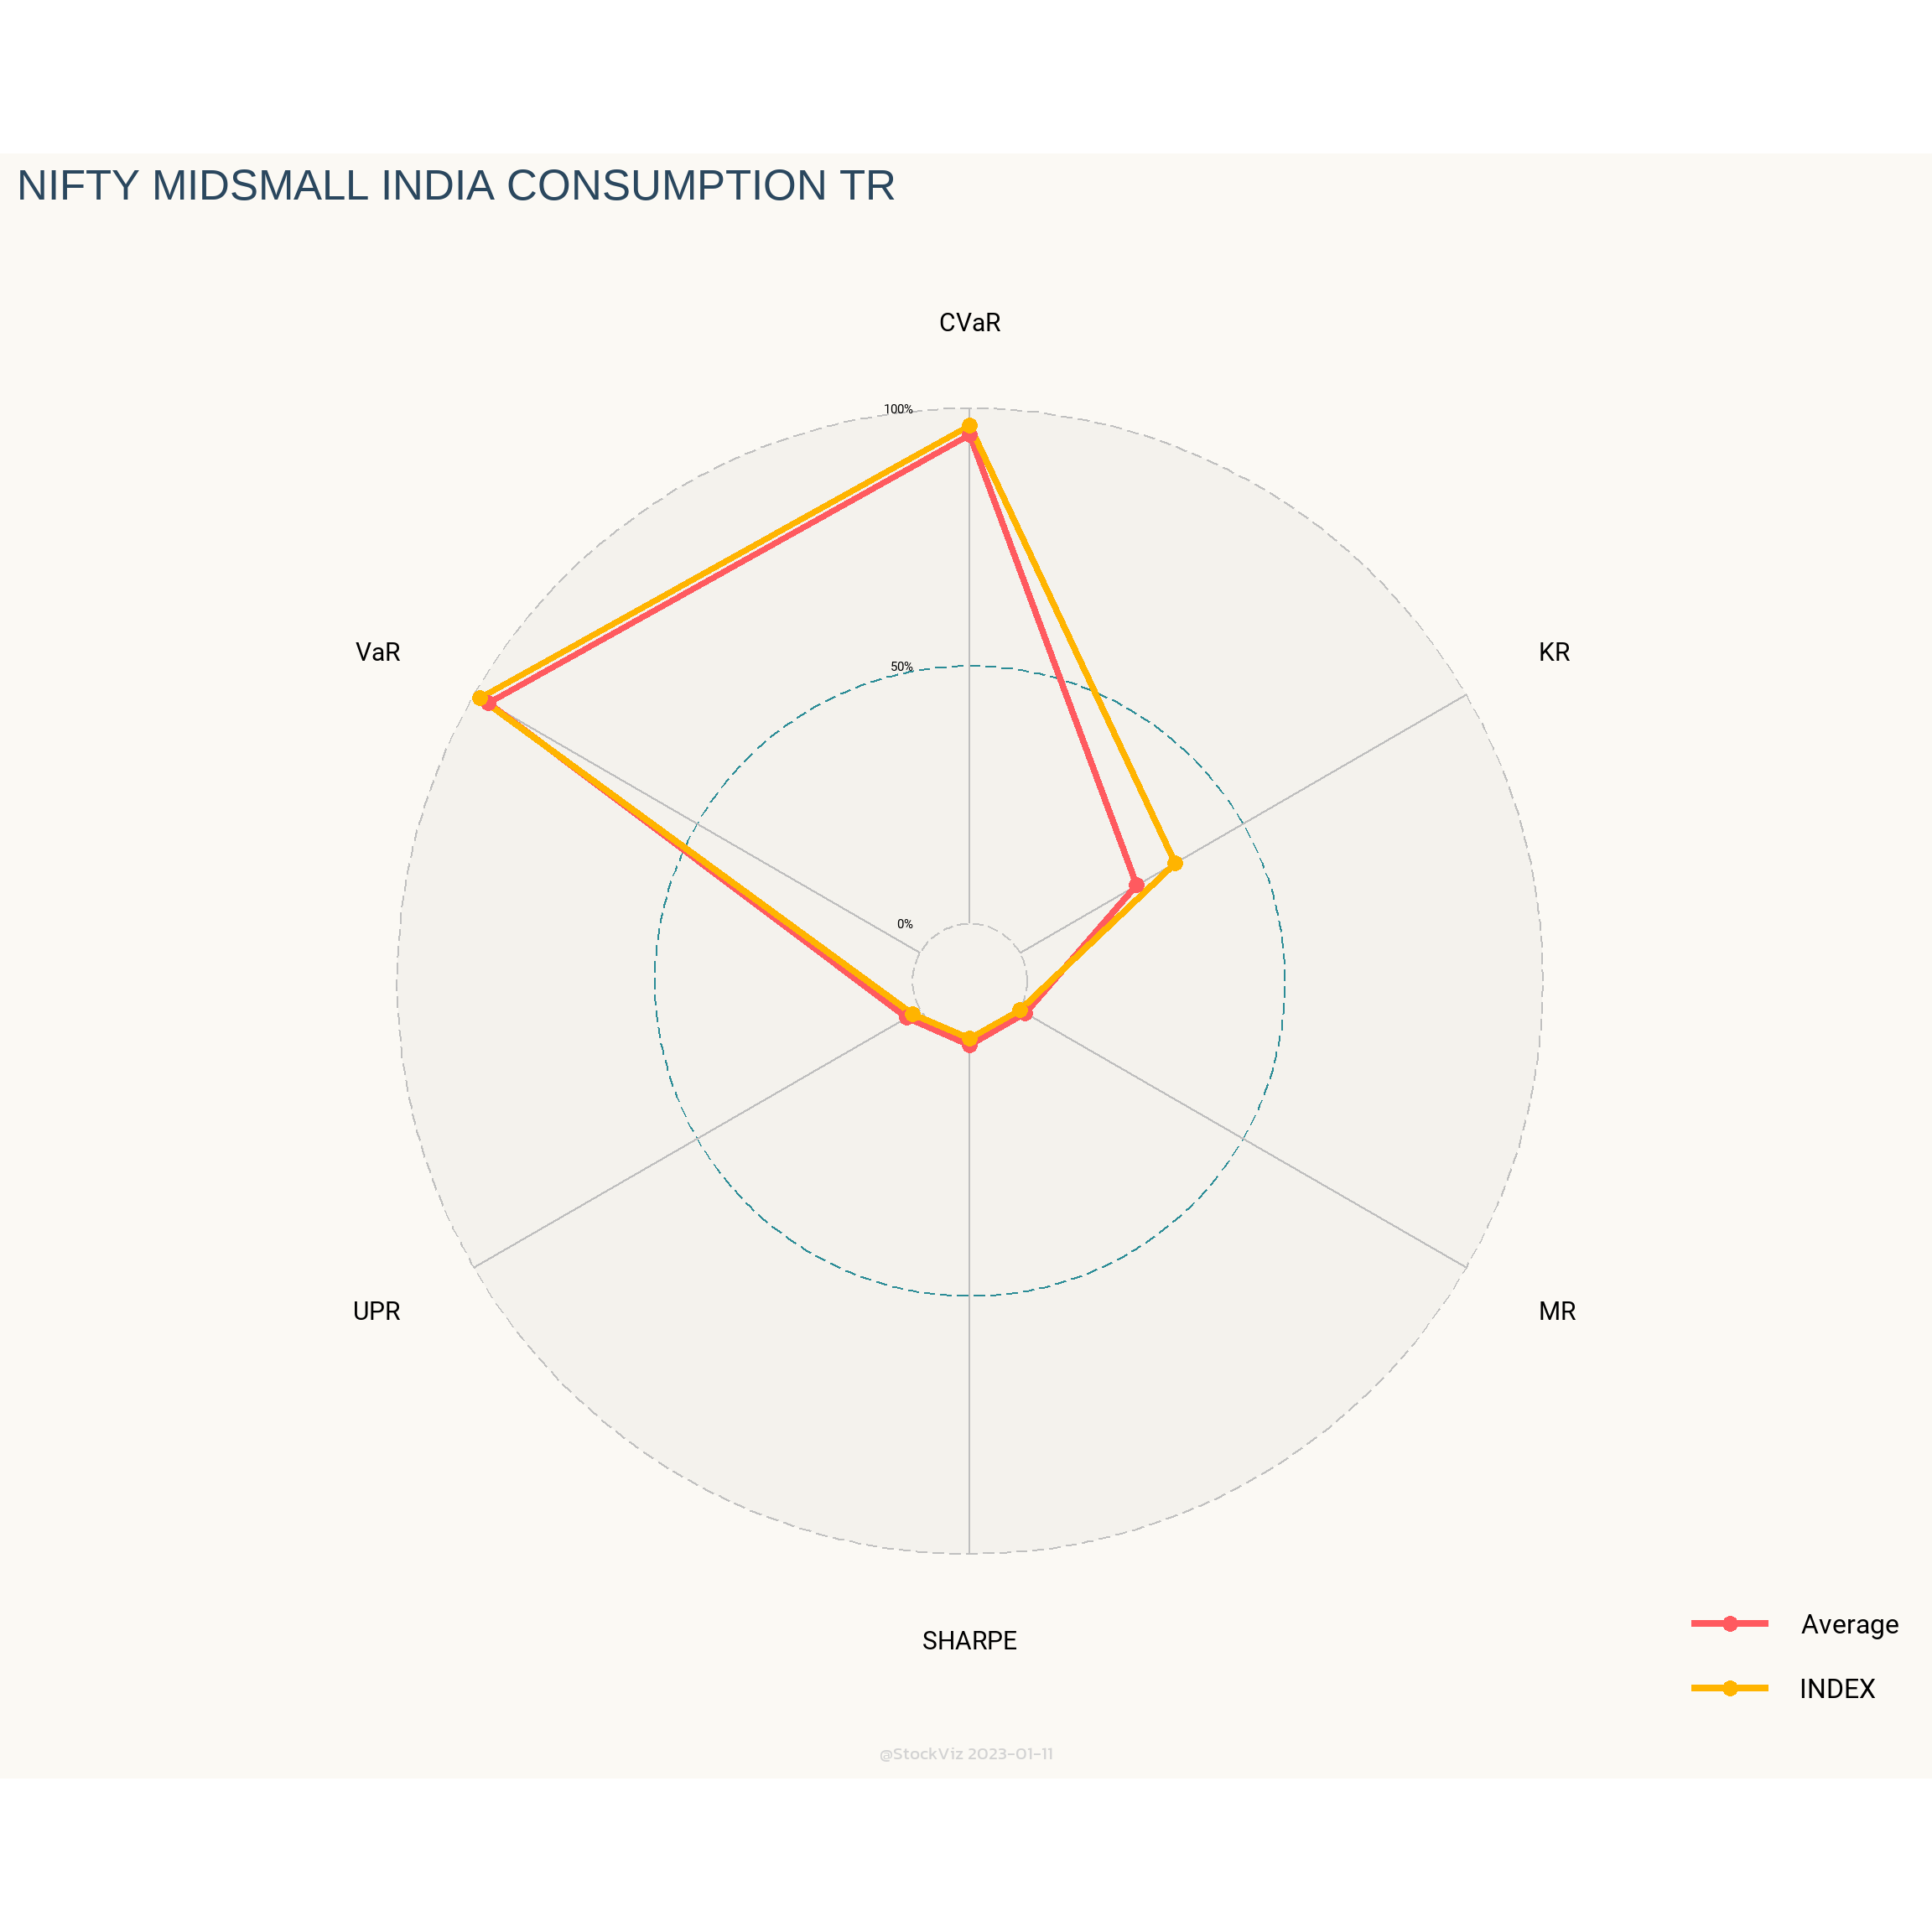 NIFTY MIDSMALL INDIA CONSUMPTION TR
CVaR
100%
VaR
KR
50%
0%
UPR
MR
SHARPE
Average
INDEX
@StockViz 2023-01-11